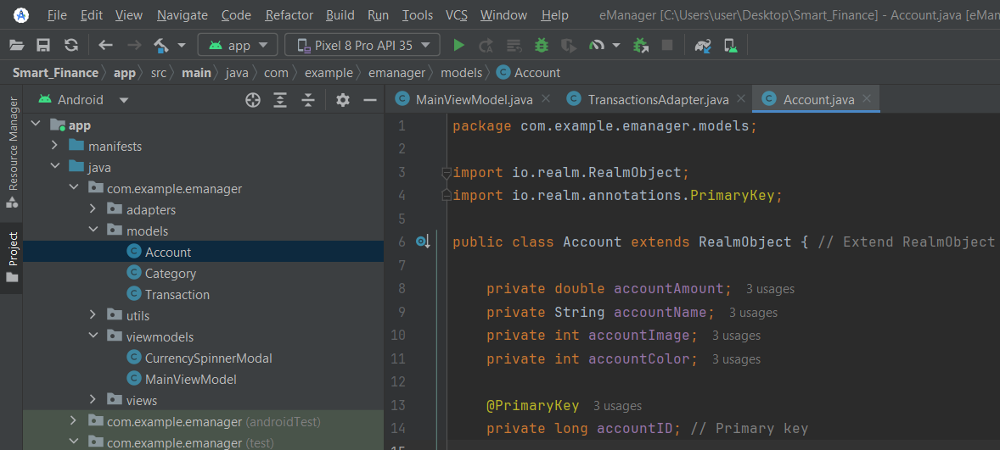 File Edit View Navigate Code Refactor Build Run Tools VCS Window Help eManager [C:\Users\user\Desktop\Smart_Finance] - Account.java [eMan
app Pixel 8 Pro API 35
Smart_Finance app src main java com example emanager models Account
Resource Manager
Project
Android
app
manifests
java
com.example.emanager
adapters
models
Account
Category
Transaction
utils
viewmodels
CurrencySpinnerModal
MainViewModel
views
com.example.emanager (androidTest)
com.example.emanager (test)
MainViewModel.java TransactionsAdapter.java Account.java
1 package com.example.emanager.models;
2
3 import io.realm.RealmObject;
4 import io.realm.annotations.PrimaryKey;
5
6 public class Account extends RealmObject { // Extend RealmObject
7
8 private double accountAmount; 3 usages
9 private String accountName; 3 usages
10 private int accountImage; 3 usages
11 private int accountColor; 3 usages
12
13 @PrimaryKey 3 usages
14 private long accountID; // Primary key
15